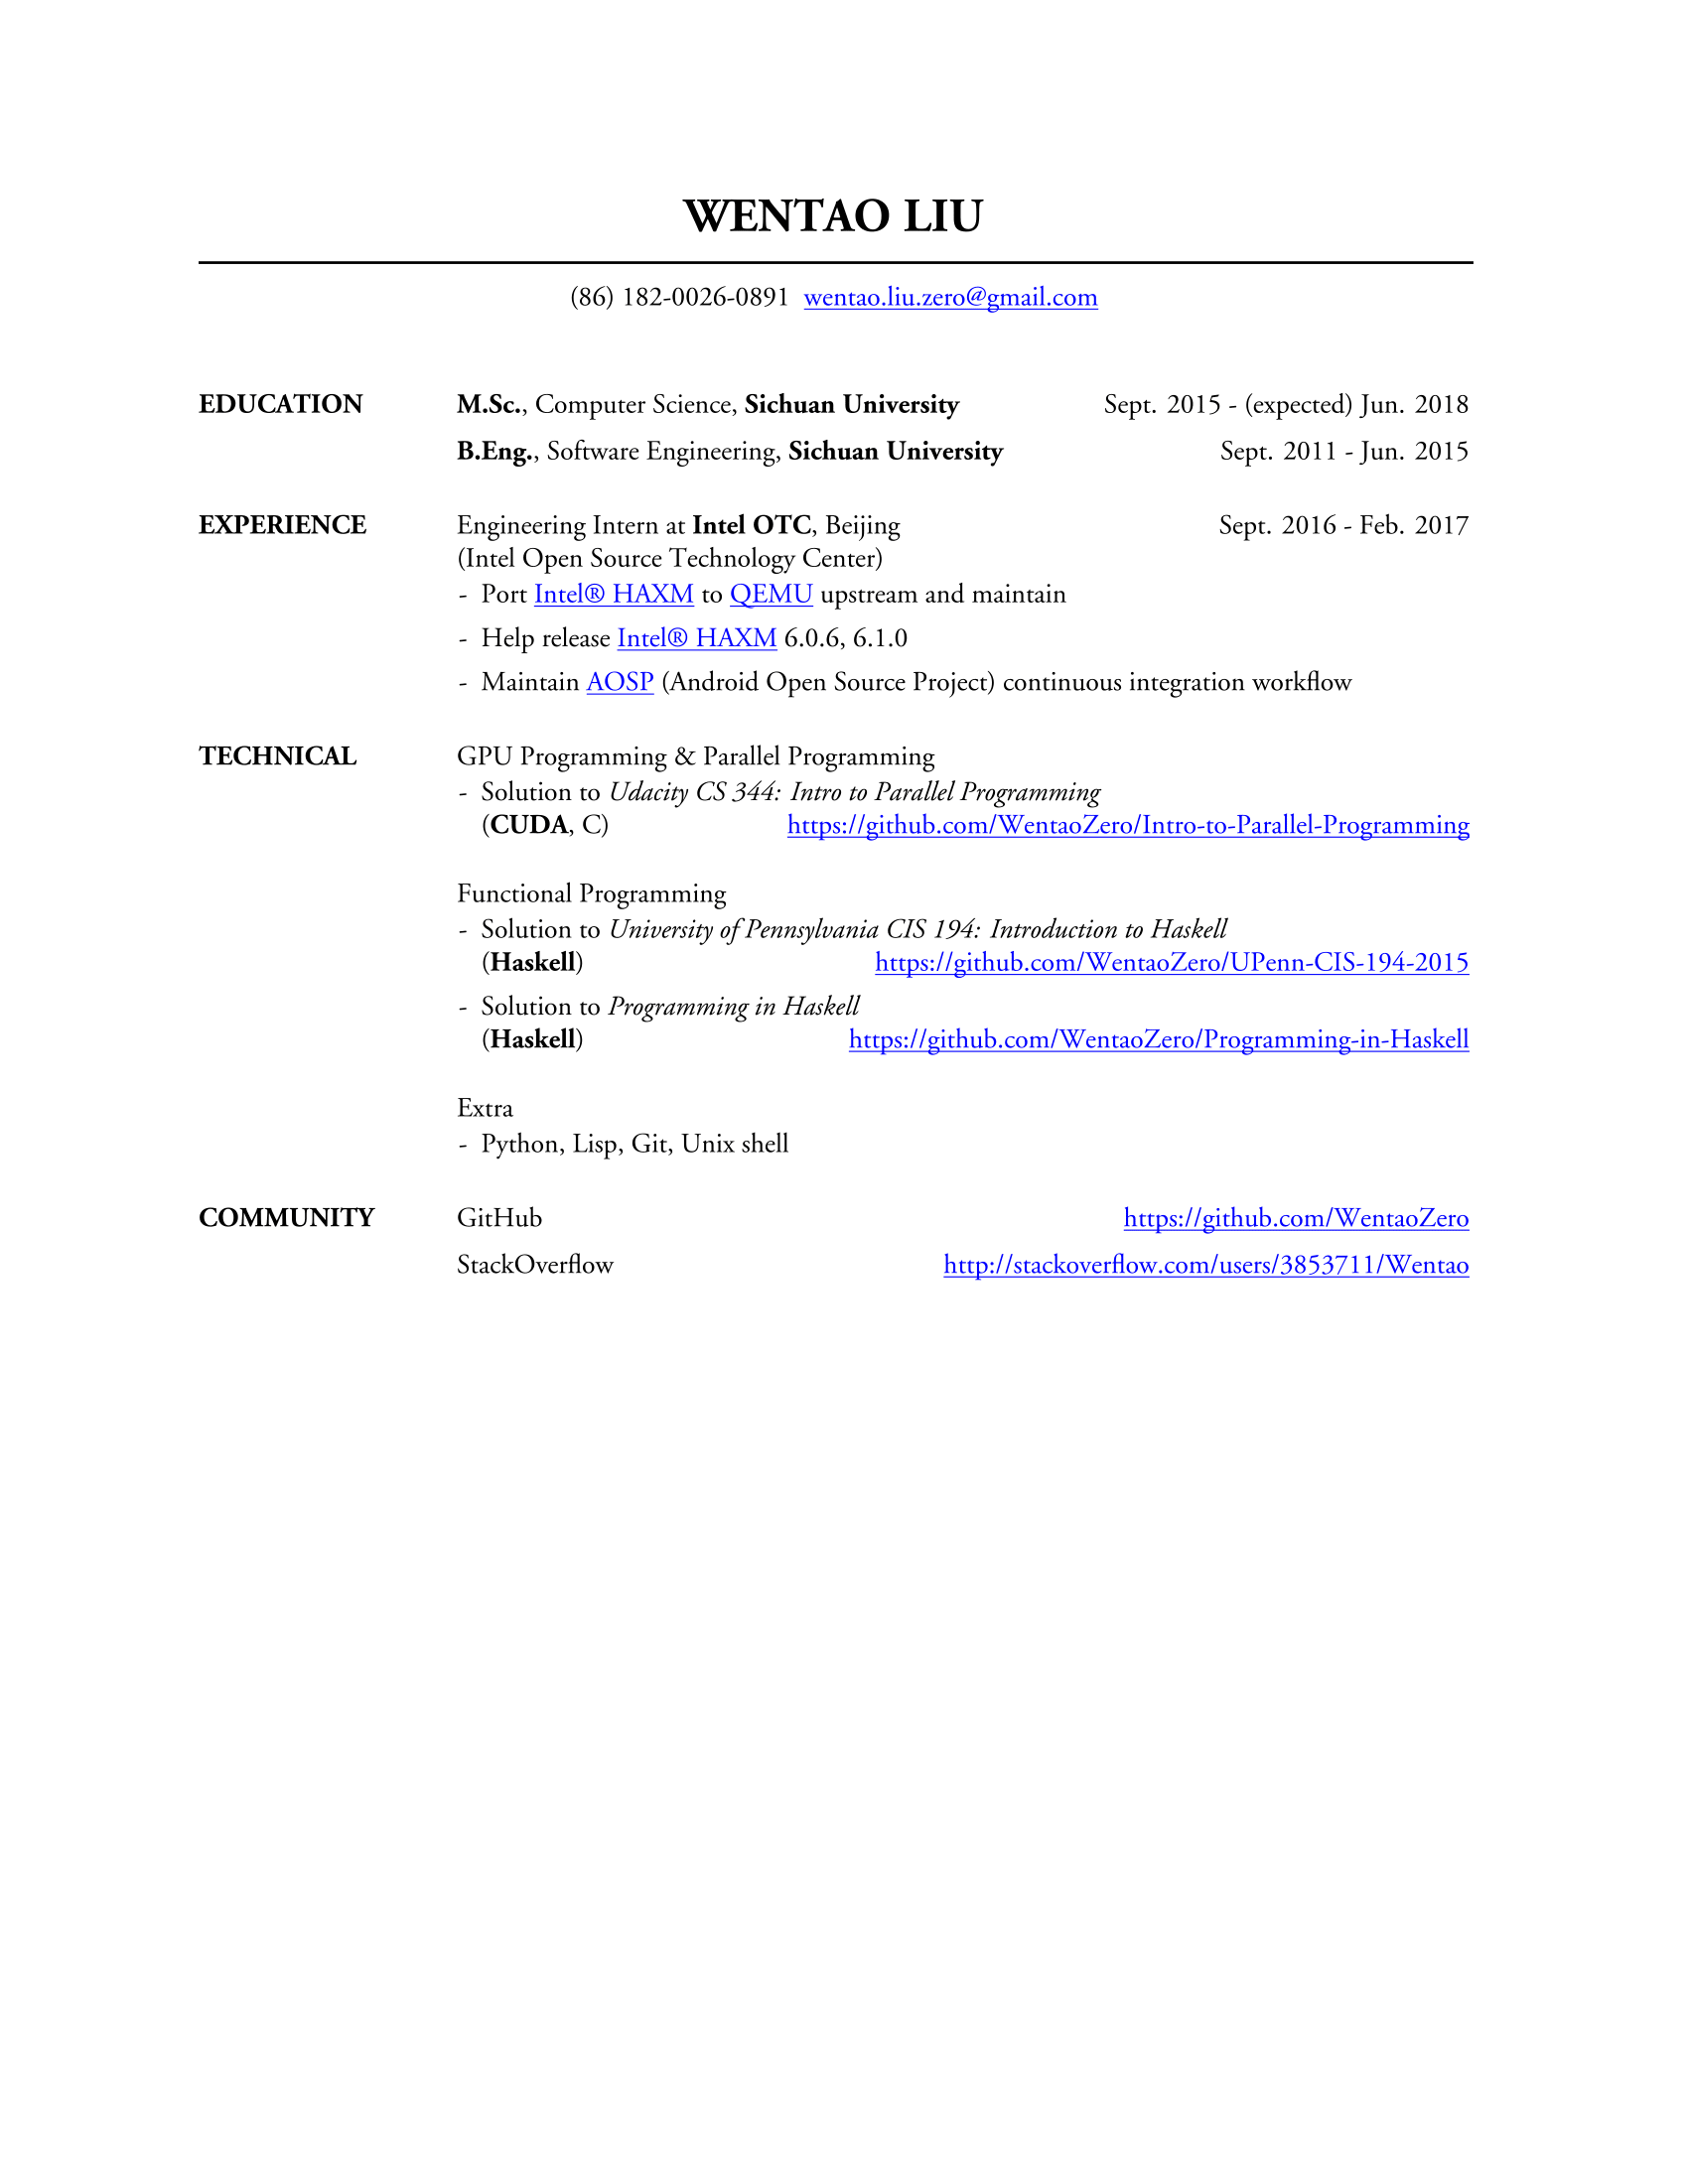 WENTAO LIU
(86) 182-0026-0891 wentao.liu.zero@gmail.com
EDUCATION M.Sc., Computer Science, Sichuan University Sept. 2015 - (expected) Jun. 2018
B.Eng., Software Engineering, Sichuan University Sept. 2011 - Jun. 2015
EXPERIENCE Engineering Intern at Intel OTC, Beijing Sept. 2016 - Feb. 2017
(Intel Open Source Technology Center)
- Port Intel® HAXM to QEMU upstream and maintain
- Help release Intel® HAXM 6.0.6, 6.1.0
- Maintain AOSP (Android Open Source Project) continuous integration workflow
TECHNICAL GPU Programming & Parallel Programming
- Solution to Udacity CS 344: Intro to Parallel Programming
(CUDA, C) https://github.com/WentaoZero/Intro-to-Parallel-Programming
Functional Programming
- Solution to University of Pennsylvania CIS 194: Introduction to Haskell
(Haskell) https://github.com/WentaoZero/UPenn-CIS-194-2015
- Solution to Programming in Haskell
(Haskell) https://github.com/WentaoZero/Programming-in-Haskell
Extra
- Python, Lisp, Git, Unix shell
COMMUNITY GitHub https://github.com/WentaoZero
StackOverflow http://stackoverflow.com/users/3853711/Wentao